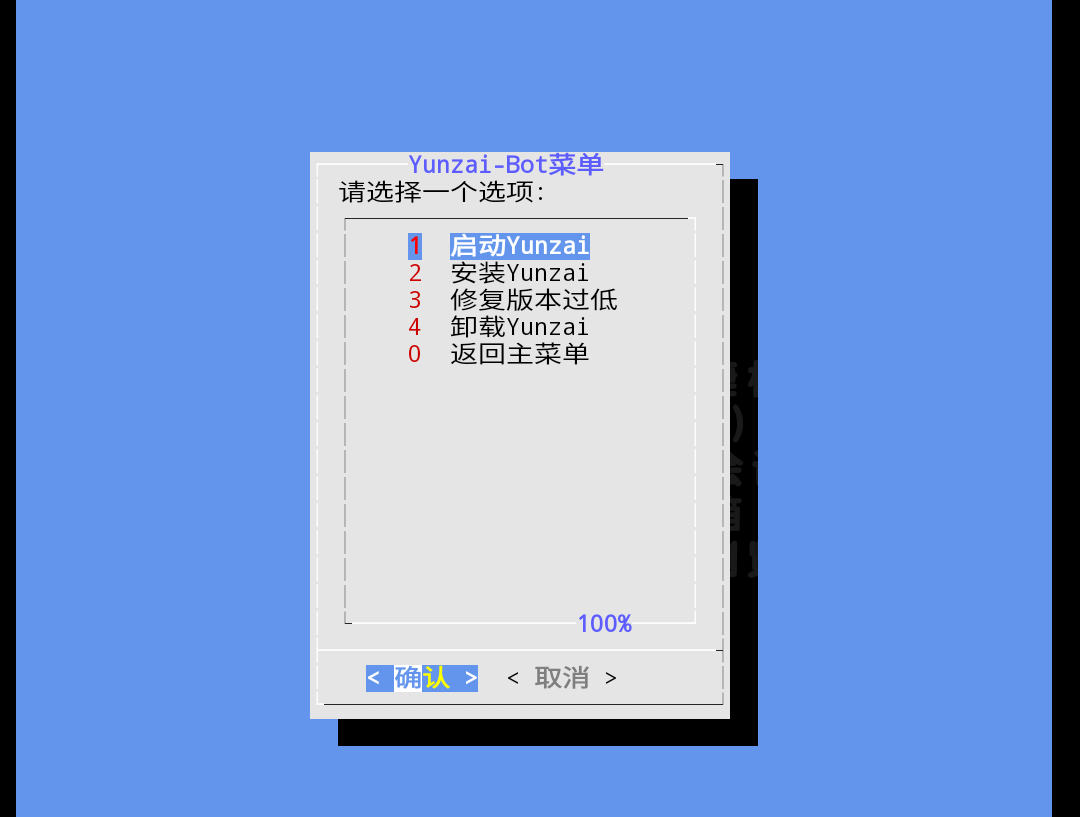 Yunzai-Bot菜单
请选择一个选项:
1 启动Yunzai
2 安装Yunzai
3 修复版本过低
4 卸载Yunzai
0 返回主菜单
100%
< 确认 > < 取消 >